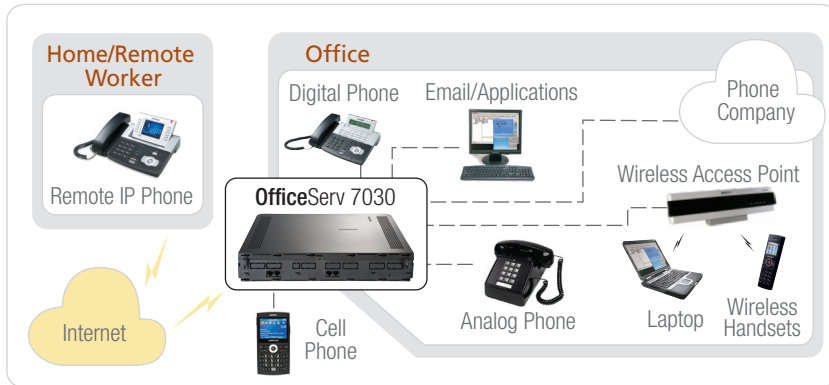 Home/Remote
Worker
Remote IP Phone
Office
Digital Phone
Email/Applications
Phone
Company
Wireless Access Point
OfficeServ 7030
Internet
Cell
Phone
Analog Phone
Laptop
Wireless
Handsets